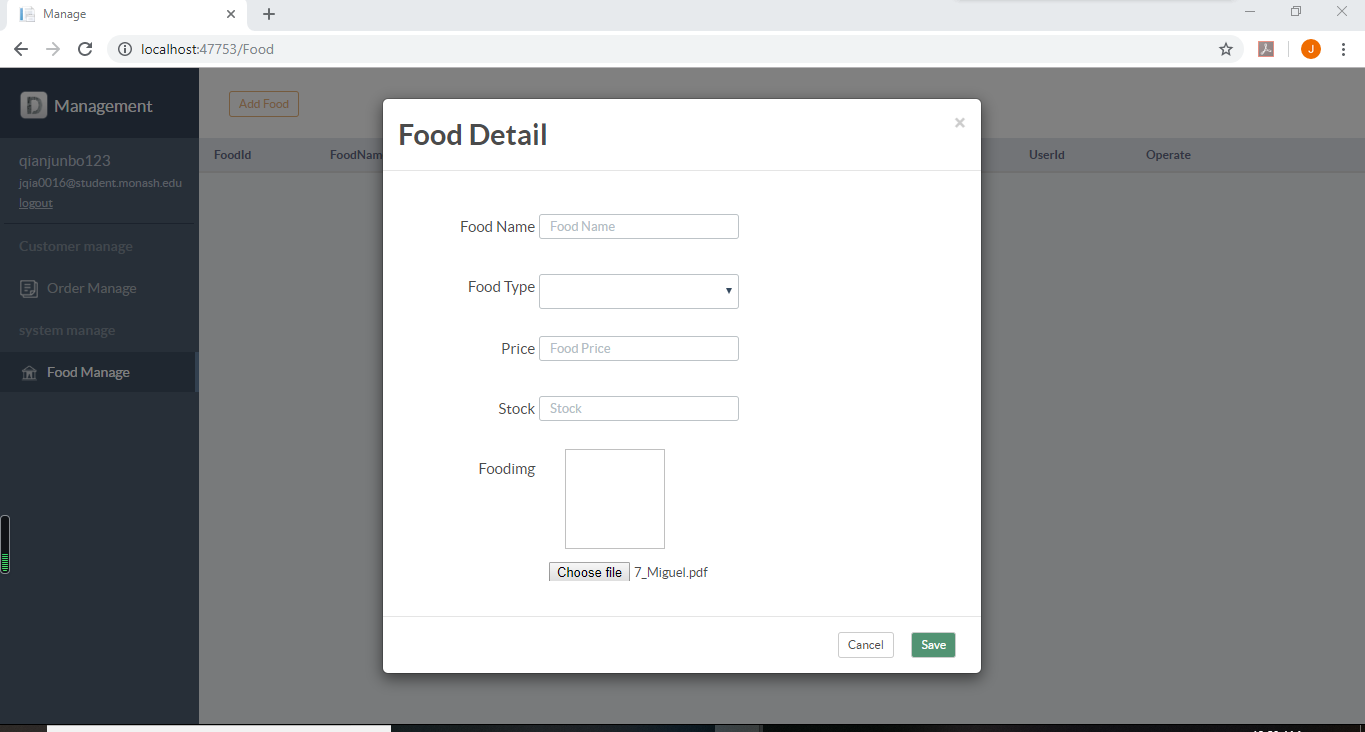 Manage
localhost:47753/Food
J
D Management
Add Food
qianjunbo123
jqia0016@student.monash.edu
logout
Customer manage
Order Manage
system manage
Food Manage
FoodId FoodNam UserId Operate
Food Detail
×
Food Name Food Name
Food Type
Price Food Price
Stock Stock
Foodimg
Choose file 7_Miguel.pdf
Cancel Save